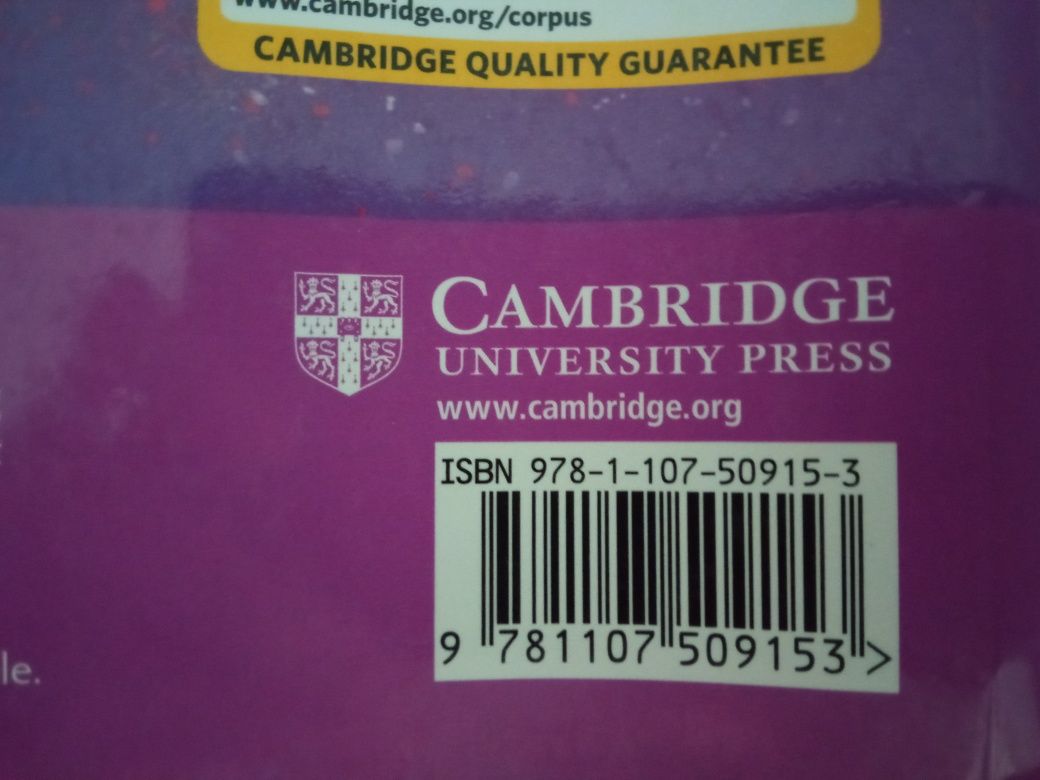 www.cambridge.org/corpus
CAMBRIDGE QUALITY GUARANTEE
CAMBRIDGE
UNIVERSITY PRESS
www.cambridge.org
ISBN 978-1-107-50915-3
9 781107 509153 >
le.